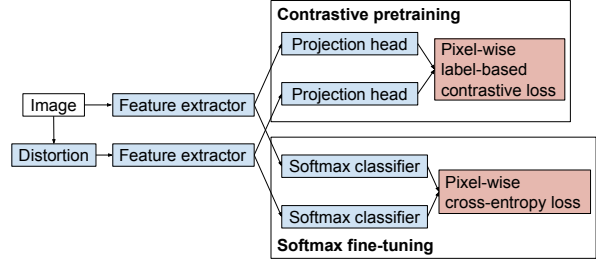 Contrastive pretraining
Projection head
Pixel-wise
label-based
contrastive loss
Projection head
Image
Feature extractor
Distortion
Feature extractor
Softmax classifier
Pixel-wise
cross-entropy loss
Softmax classifier
Softmax fine-tuning